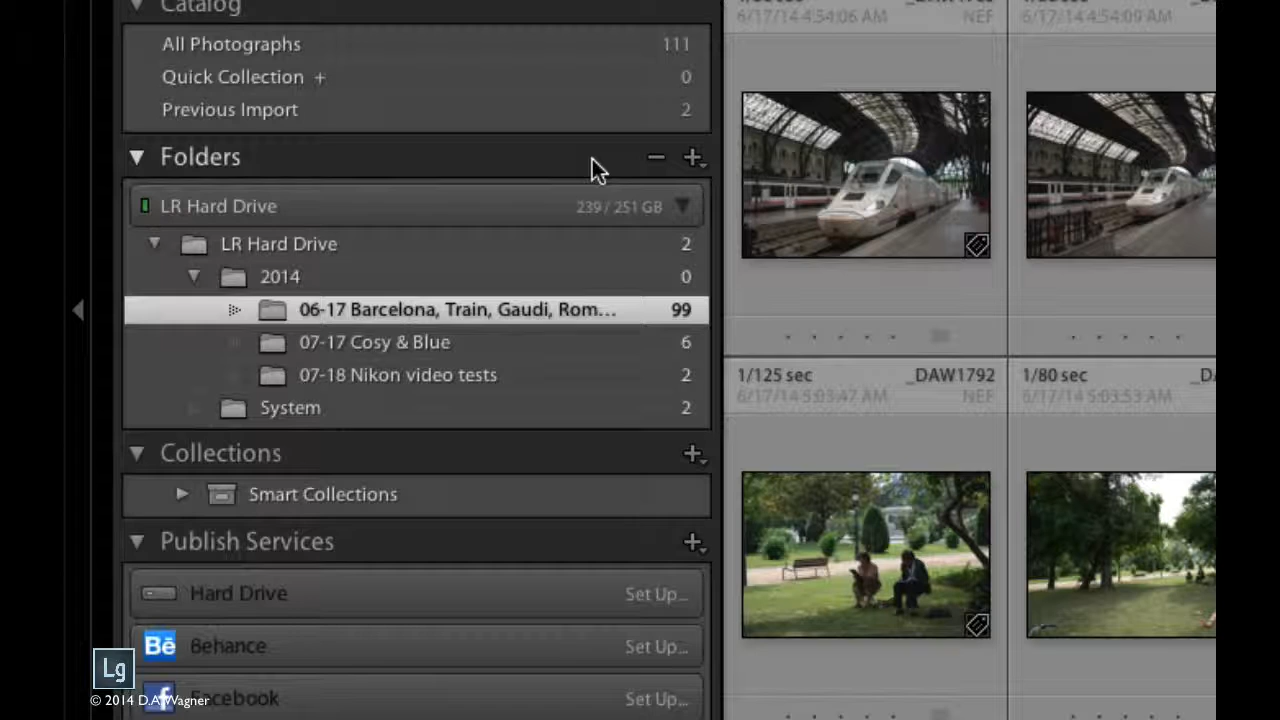 Catalog
All Photographs 111
Quick Collection + 0
Previous Import 2
Folders
LR Hard Drive 239 / 251 GB
LR Hard Drive 2
2014 0
06-17 Barcelona, Train, Gaudi, Rom... 99
07-17 Cosy & Blue 6
07-18 Nikon video tests 2
System 2
Collections
Smart Collections
Publish Services
Hard Drive Set Up...
Bē Behance Set Up...
f Facebook Set Up...
Lg
© 2014 D.A.Wagner
6/17/14 4:54:06 AM NEF
6/17/14 4:54:09 AM
1/125 sec _DAW1792
6/17/14 5:03:47 AM NEF
1/80 sec
6/17/14 5:03:53 AM